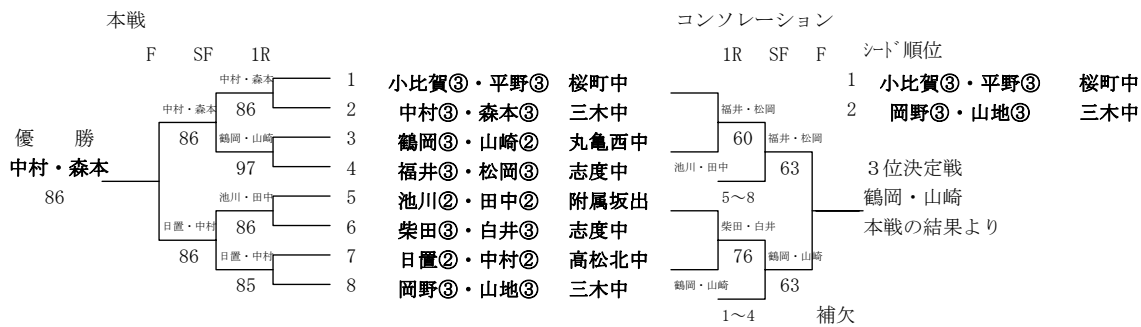 本戦 コンソレーション
F SF 1R 1R SF F シード順位
中村・森本 1 小比賀③・平野③ 桜町中 1 小比賀③・平野③ 桜町中
中村・森本 86 2 中村③・森本③ 三木中 福井・松岡 2 岡野③・山地③ 三木中
優勝 86 鶴岡・山崎 3 鶴岡③・山崎② 丸亀西中 60 福井・松岡
中村・森本 97 4 福井③・松岡③ 志度中 池川・田中 63 3位決定戦
86 池川・田中 5 池川②・田中② 附属坂出 5～8 鶴岡・山崎
日置・中村 86 6 柴田③・白井③ 志度中 柴田・白井 本戦の結果より
86 日置・中村 7 日置②・中村② 高松北中 76 鶴岡・山崎
85 8 岡野③・山地③ 三木中 鶴岡・山崎 63
1～4 補欠